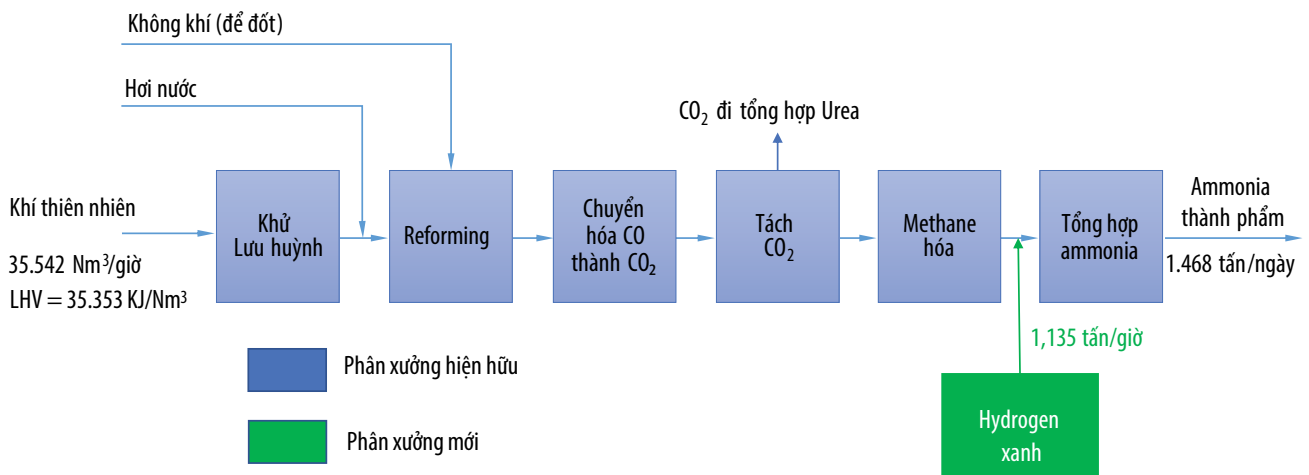 Không khí (để đốt)
Hơi nước
CO₂ đi tổng hợp Urea
Khí thiên nhiên
35.542 Nm³/giờ
LHV = 35.353 KJ/Nm³
Khử
Lưu huỳnh
Reforming
Chuyển
hóa CO
thành CO₂
Tách
CO₂
Methane
hóa
Tổng hợp
ammonia
Ammonia
thành phẩm
1.468 tấn/ngày
1,135 tấn/giờ
Hydrogen
xanh
Phân xưởng hiện hữu
Phân xưởng mới